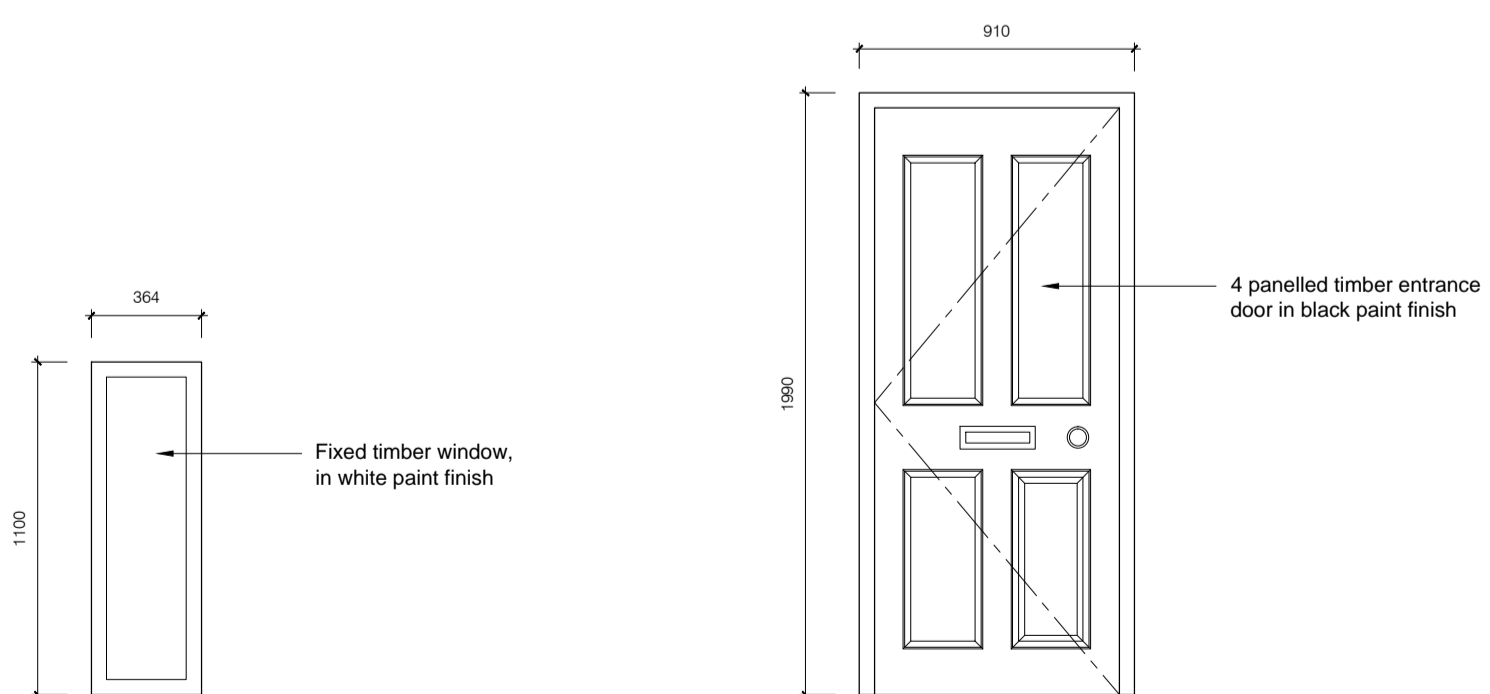 910
364
1990
4 panelled timber entrance
door in black paint finish
Fixed timber window,
in white paint finish
1100